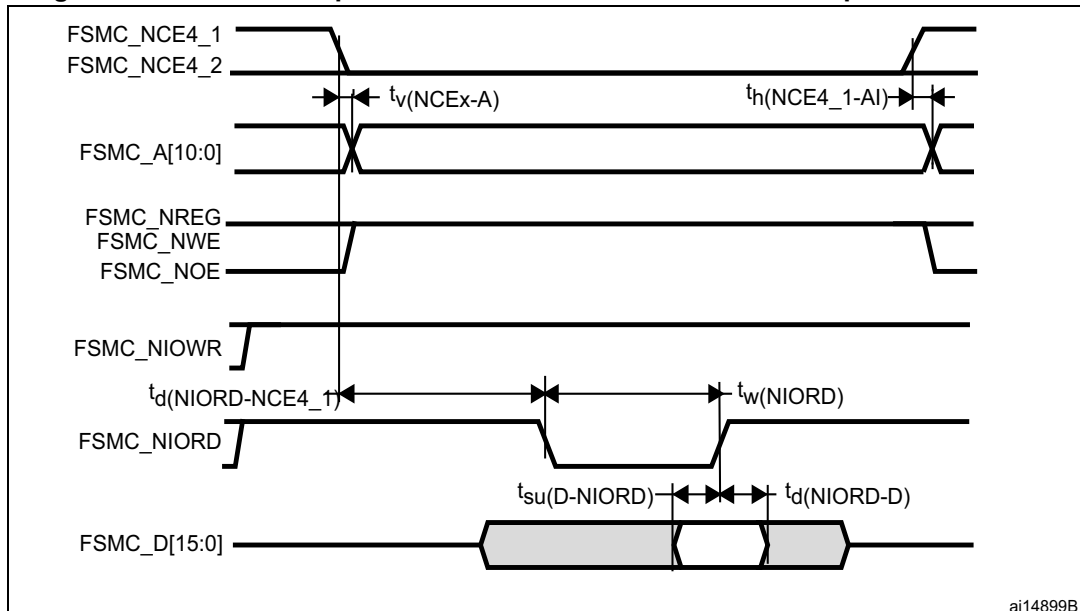 FSMC_NCE4_1
FSMC_NCE4_2
tv(NCEx-A)
th(NCE4_1-AI)
FSMC_A[10:0]
FSMC_NREG
FSMC_NWE
FSMC_NOE
FSMC_NIOWR
td(NIORD-NCE4_1)
tw(NIORD)
FSMC_NIORD
tsu(D-NIORD)
td(NIORD-D)
FSMC_D[15:0]
ai14899B